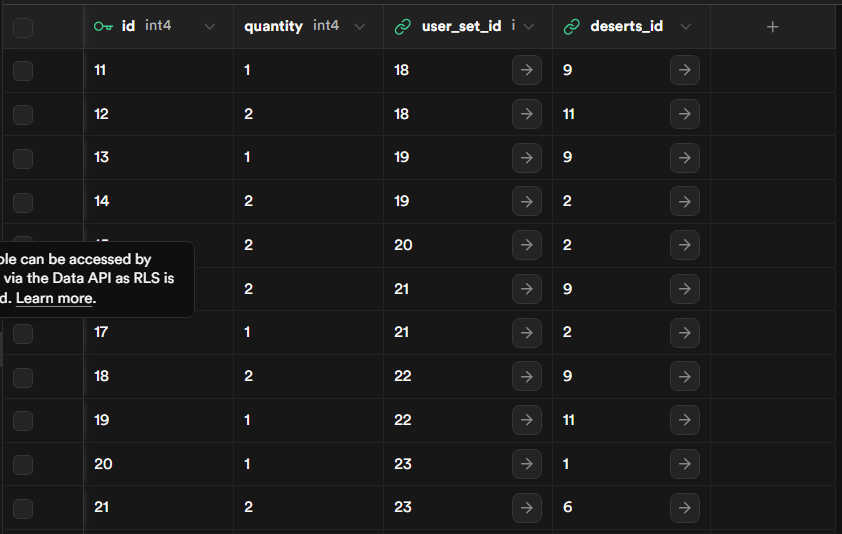 id int4 quantity int4 user_set_id i deserts_id +
11 1 18 9
12 2 18 11
13 1 19 9
14 2 19 2
2 20 2
ble can be accessed by
via the Data API as RLS is
d. Learn more.
2 21 9
17 1 21 2
18 2 22 9
19 1 22 11
20 1 23 1
21 2 23 6